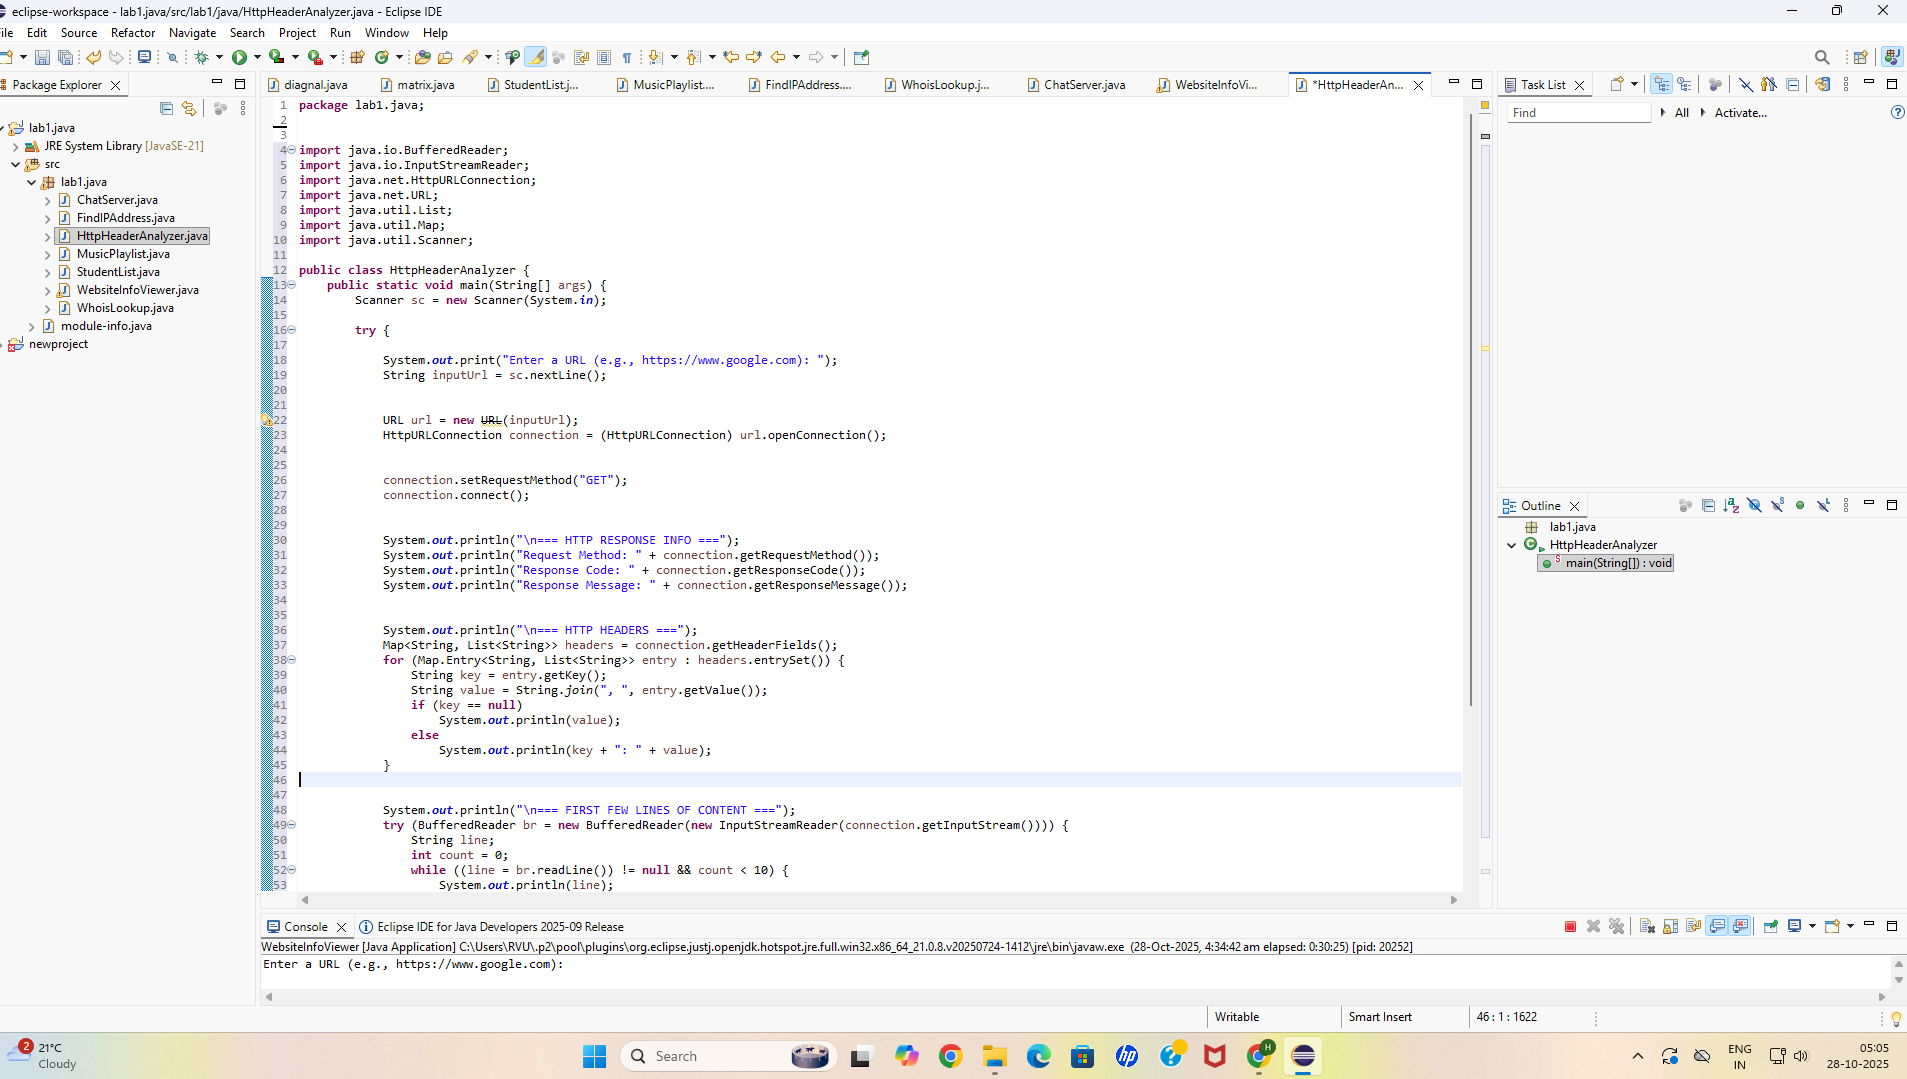 eclipse-workspace - lab1.java/src/lab1/java/HttpHeaderAnalyzer.java - Eclipse IDE
ile Edit Source Refactor Navigate Search Project Run Window Help
Package Explorer
lab1.java
JRE System Library [JavaSE-21]
src
lab1.java
ChatServer.java
FindIPAddress.java
HttpHeaderAnalyzer.java
MusicPlaylist.java
StudentList.java
WebsiteInfoViewer.java
WhoisLookup.java
module-info.java
newproject
diagnal.java matrix.java StudentList.j... MusicPlaylist.... FindIPAddress.... WhoisLookup.j... ChatServer.java WebsiteInfoVi... *HttpHeaderAn...
1 package lab1.java;
2
3
4 import java.io.BufferedReader;
5 import java.io.InputStreamReader;
6 import java.net.HttpURLConnection;
7 import java.net.URL;
8 import java.util.List;
9 import java.util.Map;
10 import java.util.Scanner;
11
12 public class HttpHeaderAnalyzer {
13 public static void main(String[] args) {
14 Scanner sc = new Scanner(System.in);
15
16 try {
17
18 System.out.print("Enter a URL (e.g., https://www.google.com): ");
19 String inputUrl = sc.nextLine();
20
21
22 URL url = new URL(inputUrl);
23 HttpURLConnection connection = (HttpURLConnection) url.openConnection();
24
25
26 connection.setRequestMethod("GET");
27 connection.connect();
28
29
30 System.out.println("\n=== HTTP RESPONSE INFO ===");
31 System.out.println("Request Method: " + connection.getRequestMethod());
32 System.out.println("Response Code: " + connection.getResponseCode());
33 System.out.println("Response Message: " + connection.getResponseMessage());
34
35
36 System.out.println("\n=== HTTP HEADERS ===");
37 Map<String, List<String>> headers = connection.getHeaderFields();
38 for (Map.Entry<String, List<String>> entry : headers.entrySet()) {
39 String key = entry.getKey();
40 String value = String.join(", ", entry.getValue());
41 if (key == null)
42 System.out.println(value);
43 else
44 System.out.println(key + ": " + value);
45 }
46
47
48 System.out.println("\n=== FIRST FEW LINES OF CONTENT ===");
49 try (BufferedReader br = new BufferedReader(new InputStreamReader(connection.getInputStream()))) {
50 String line;
51 int count = 0;
52 while ((line = br.readLine()) != null && count < 10) {
53 System.out.println(line);
Task List
Find All Activate...
Outline
lab1.java
HttpHeaderAnalyzer
main(String[]) : void
Console Eclipse IDE for Java Developers 2025-09 Release
WebsiteInfoViewer [Java Application] C:\Users\RVU\.p2\pool\plugins\org.eclipse.justj.openjdk.hotspot.jre.full.win32.x86_64_21.0.8.v20250724-1412\jre\bin\javaw.exe (28-Oct-2025, 4:34:42 am elapsed: 0:30:25) [pid: 20252]
Enter a URL (e.g., https://www.google.com):
Writable Smart Insert 46 : 1 : 1622
2
21°C
Cloudy
Search
hp
H
ENG
IN
05:05
28-10-2025